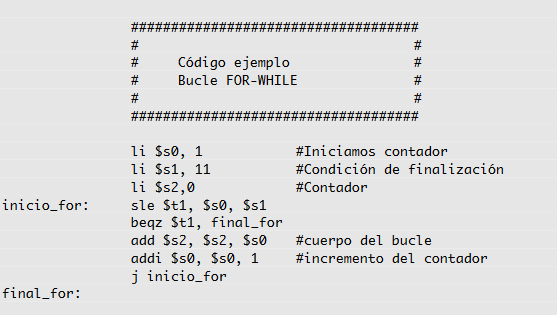 ######################################
#                                    #
#     Código ejemplo                 #
#     Bucle FOR-WHILE                #
#                                    #
######################################
li $s0, 1            #Iniciamos contador
li $s1, 11           #Condición de finalización
li $s2,0             #Contador
inicio_for:     sle $t1, $s0, $s1
beqz $t1, final_for
add $s2, $s2, $s0    #cuerpo del bucle
addi $s0, $s0, 1     #incremento del contador
j inicio_for
final_for: